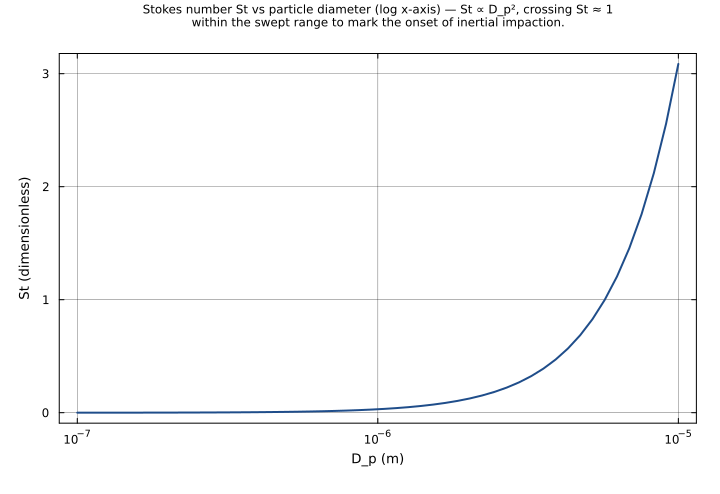 Stokes number St vs particle diameter (log x-axis) — St ∝ D_p², crossing St ≈ 1
within the swept range to mark the onset of inertial impaction.
3
2
1
0
St (dimensionless)
10⁻⁷
10⁻⁶
10⁻⁵
D_p (m)